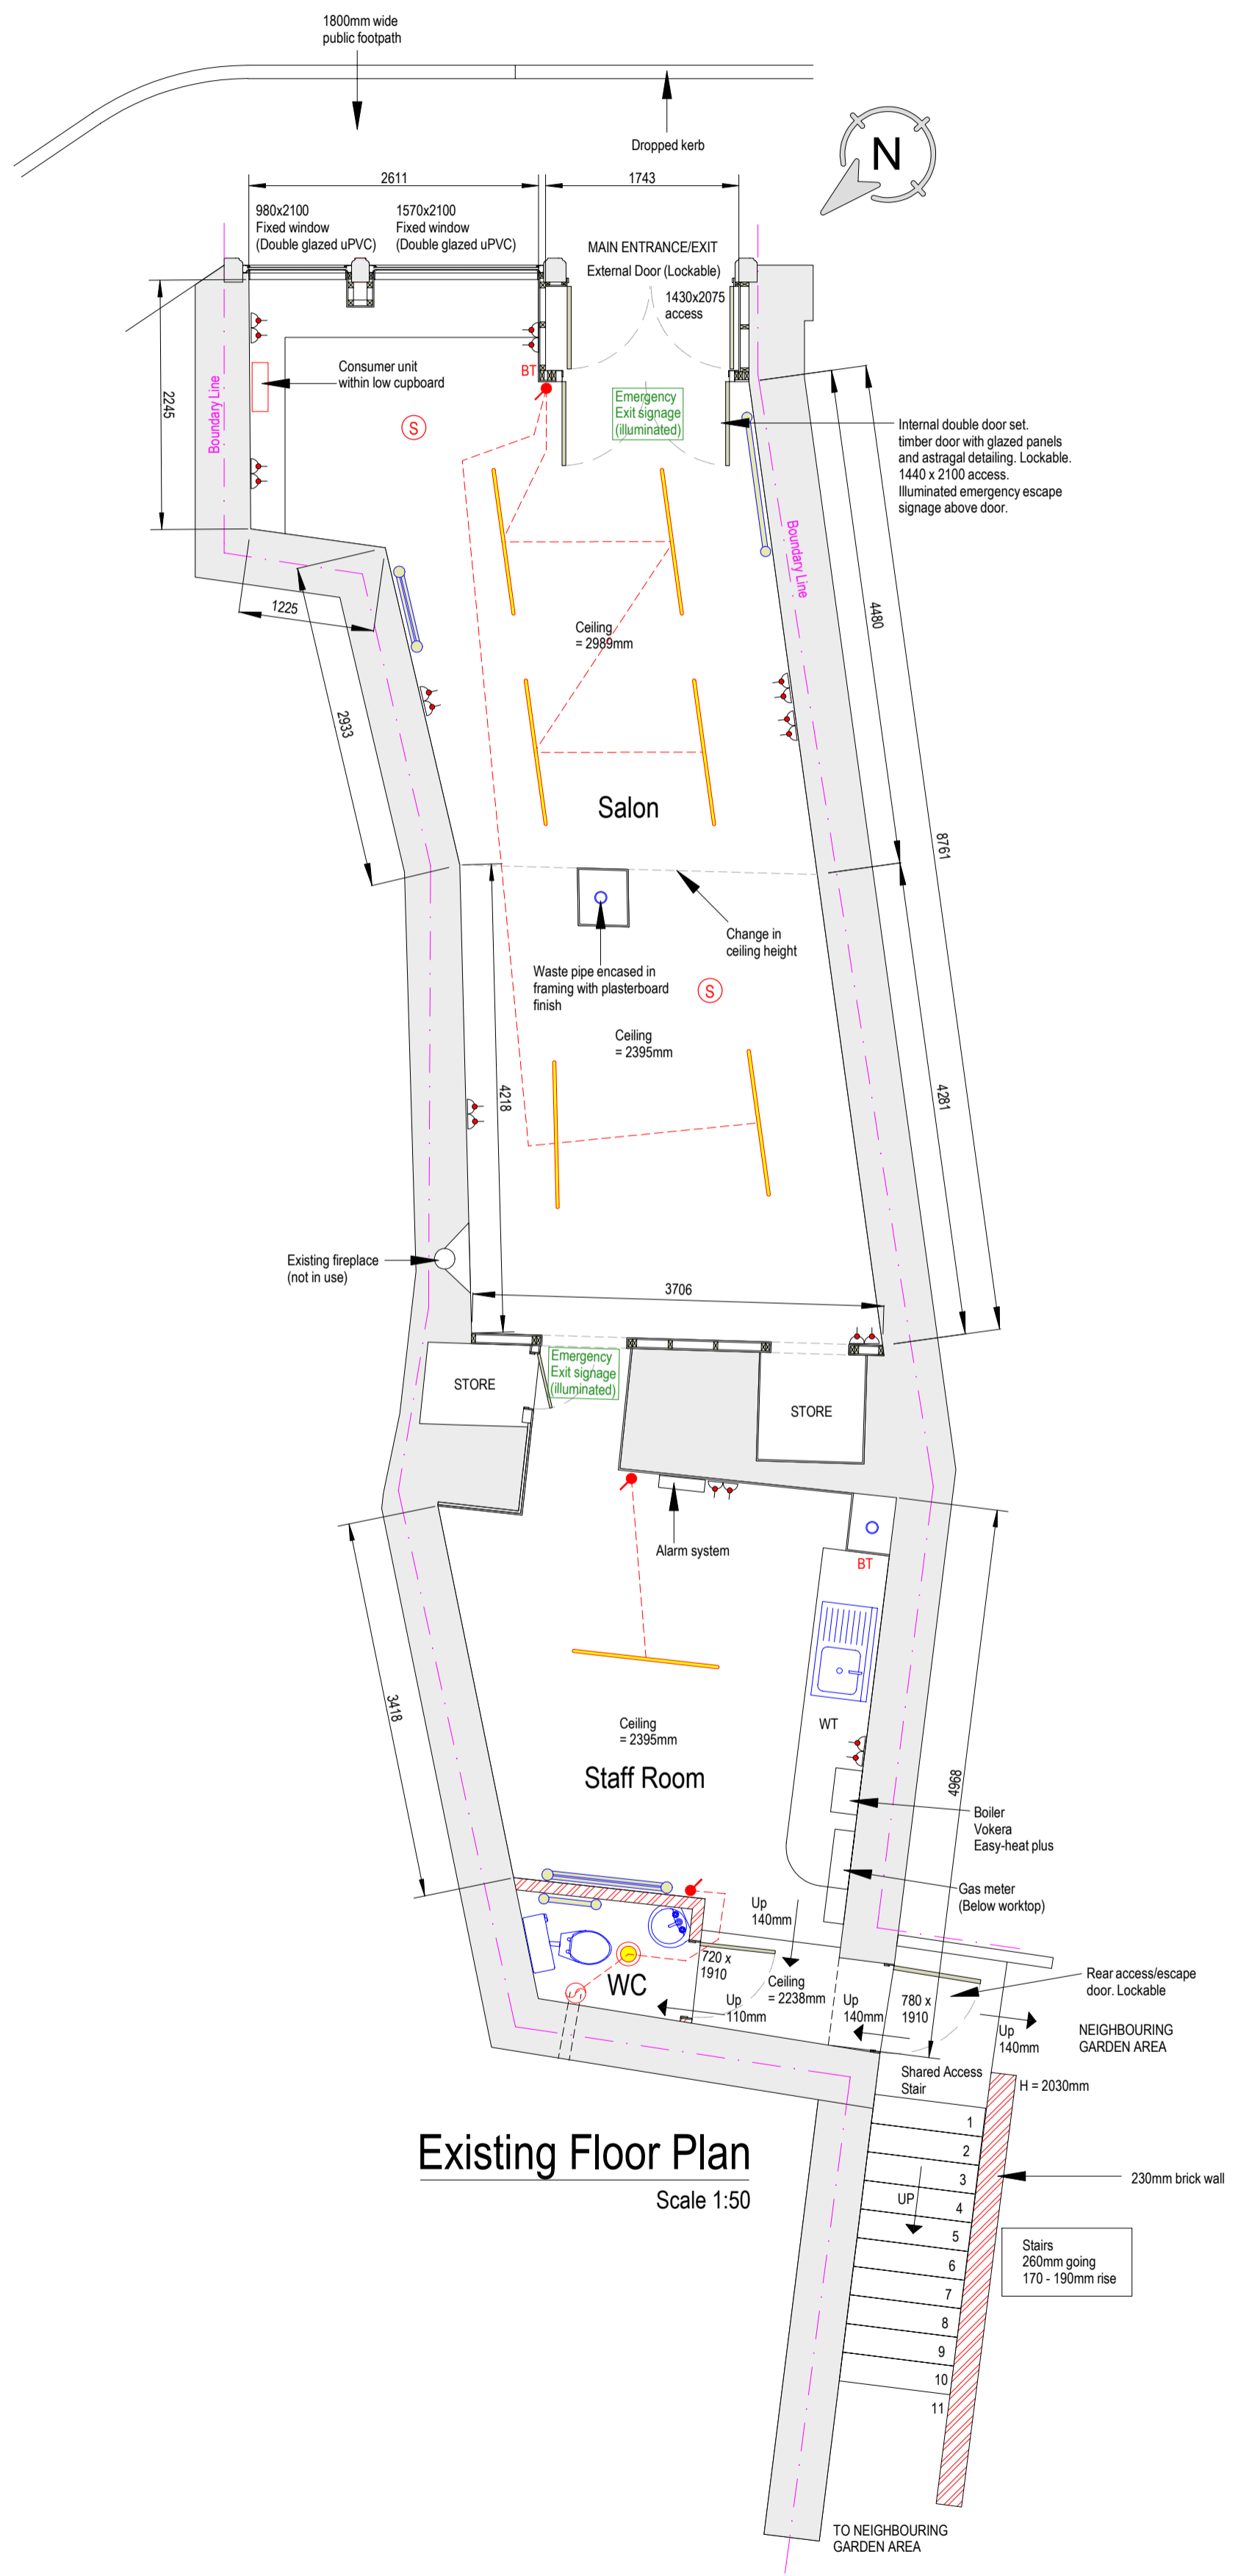 1800mm wide
public footpath
Dropped kerb
N
2611
1743
980x2100
Fixed window
(Double glazed uPVC)
1570x2100
Fixed window
(Double glazed uPVC)
MAIN ENTRANCE/EXIT
External Door (Lockable)
1430x2075
access
Consumer unit
within low cupboard
BT
Boundary Line
2245
S
Emergency
Exit signage
(illuminated)
Internal double door set.
timber door with glazed panels
and astragal detailing. Lockable.
1440 x 2100 access.
Illuminated emergency escape
signage above door.
Boundary Line
1225
4480
Ceiling
= 2989mm
2933
Salon
8761
Change in
ceiling height
Waste pipe encased in
framing with plasterboard
finish
S
Ceiling
= 2395mm
4218
4281
Existing fireplace
(not in use)
3706
Emergency
Exit signage
(illuminated)
STORE
STORE
Alarm system
BT
3418
Ceiling
= 2395mm
WT
Staff Room
4968
Boiler
Vokera
Easy-heat plus
Gas meter
(Below worktop)
Up
140mm
720 x
1910
WC
Ceiling
= 2238mm
Up
110mm
Up
140mm
780 x
1910
Rear access/escape
door. Lockable
Up
140mm
NEIGHBOURING
GARDEN AREA
Shared Access
Stair
H = 2030mm
1
2
3
4
5
6
7
8
9
10
11
UP
230mm brick wall
Stairs
260mm going
170 - 190mm rise
Existing Floor Plan
Scale 1:50
TO NEIGHBOURING
GARDEN AREA